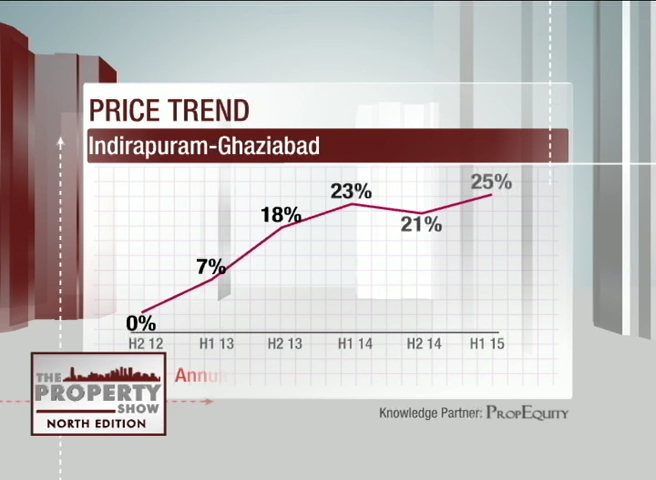 PRICE TREND
Indirapuram-Ghaziabad
0%
7%
18%
23%
21%
25%
H2 12 H1 13 H2 13 H1 14 H2 14 H1 15
THE
PROPERTY
SHOW
NORTH EDITION
Knowledge Partner: PROPEQUITY